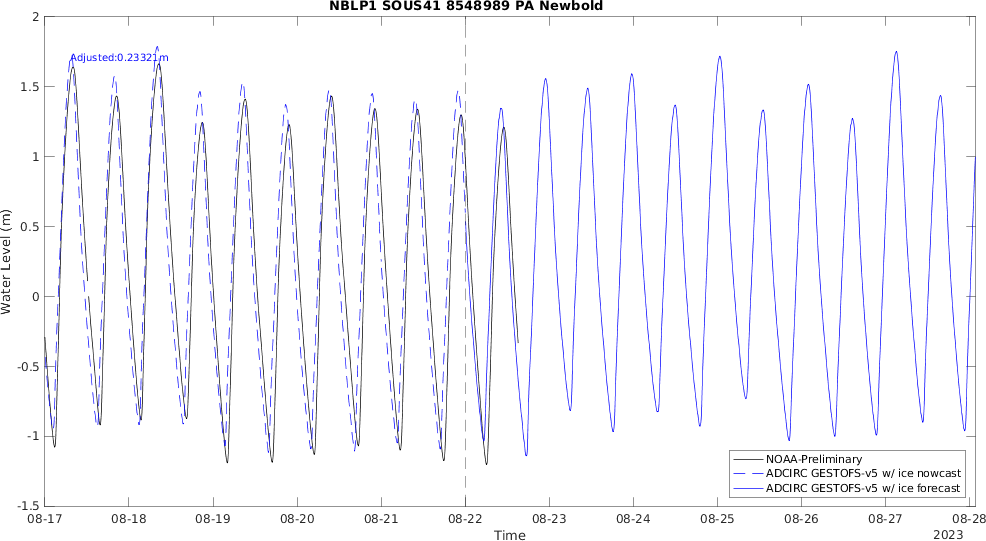 NBLP1 SOUS41 8548989 PA Newbold
Adjusted:0.23321m
2
1.5
1
0.5
0
-0.5
-1
-1.5
Water Level (m)
NOAA-Preliminary
ADCIRC GESTOFS-v5 w/ ice nowcast
ADCIRC GESTOFS-v5 w/ ice forecast
08-17 08-18 08-19 08-20 08-21 08-22 08-23 08-24 08-25 08-26 08-27 08-28
Time
2023